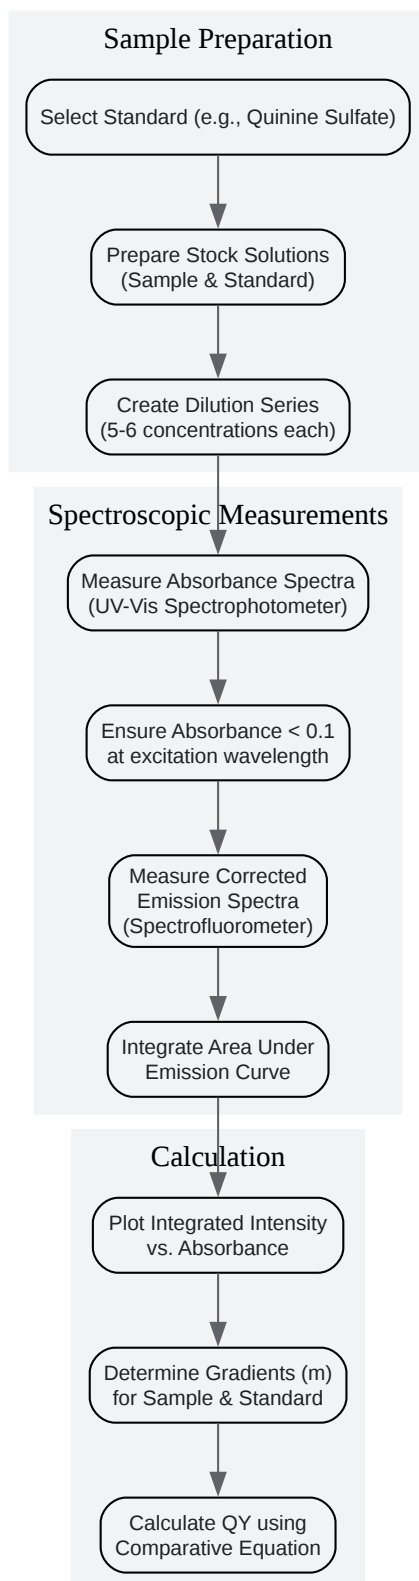 Sample Preparation
Select Standard (e.g., Quinine Sulfate)
Prepare Stock Solutions
(Sample & Standard)
Create Dilution Series
(5-6 concentrations each)
Spectroscopic Measurements
Measure Absorbance Spectra
(UV-Vis Spectrophotometer)
Ensure Absorbance < 0.1
at excitation wavelength
Measure Corrected
Emission Spectra
(Spectrofluorometer)
Integrate Area Under
Emission Curve
Calculation
Plot Integrated Intensity
vs. Absorbance
Determine Gradients (m)
for Sample & Standard
Calculate QY using
Comparative Equation